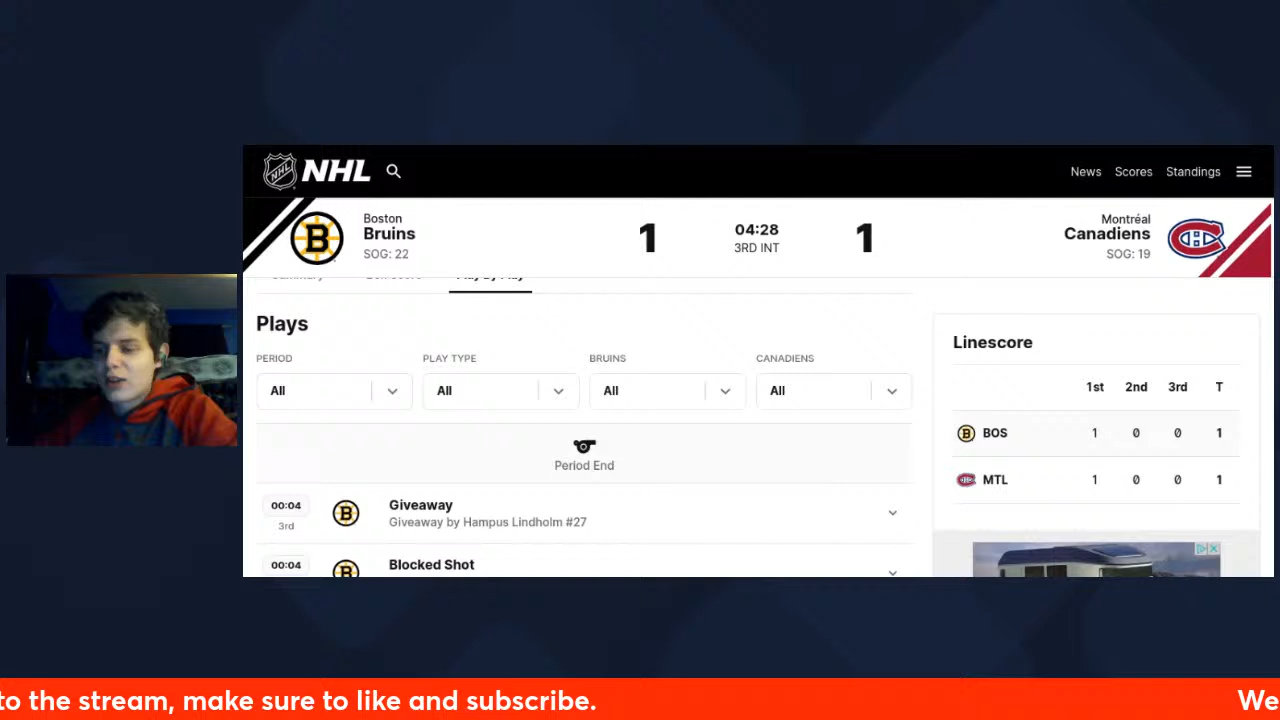 NHL
News Scores Standings
Boston
Bruins
SOG: 22
1
04:28
3RD INT
1
Montréal
Canadiens
SOG: 19
Plays
PERIOD PLAY TYPE BRUINS CANADIENS
All All All All
Period End
00:04
3rd
Giveaway
Giveaway by Hampus Lindholm #27
00:04
Blocked Shot
Linescore
1st 2nd 3rd T
BOS 1 0 0 1
MTL 1 0 0 1
to the stream, make sure to like and subscribe. We